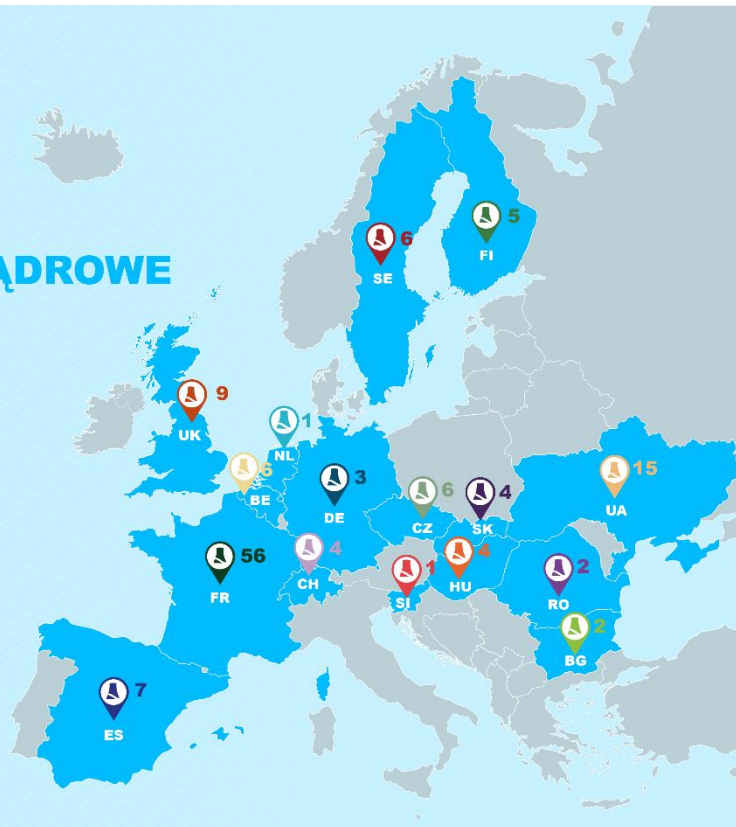 5
FI
6
SE
ĄDROWE
9
UK
1
NL
6
BE
3
DE
6
CZ
4
SK
15
UA
56
FR
4
CH
1
SI
4
HU
2
RO
2
BG
7
ES